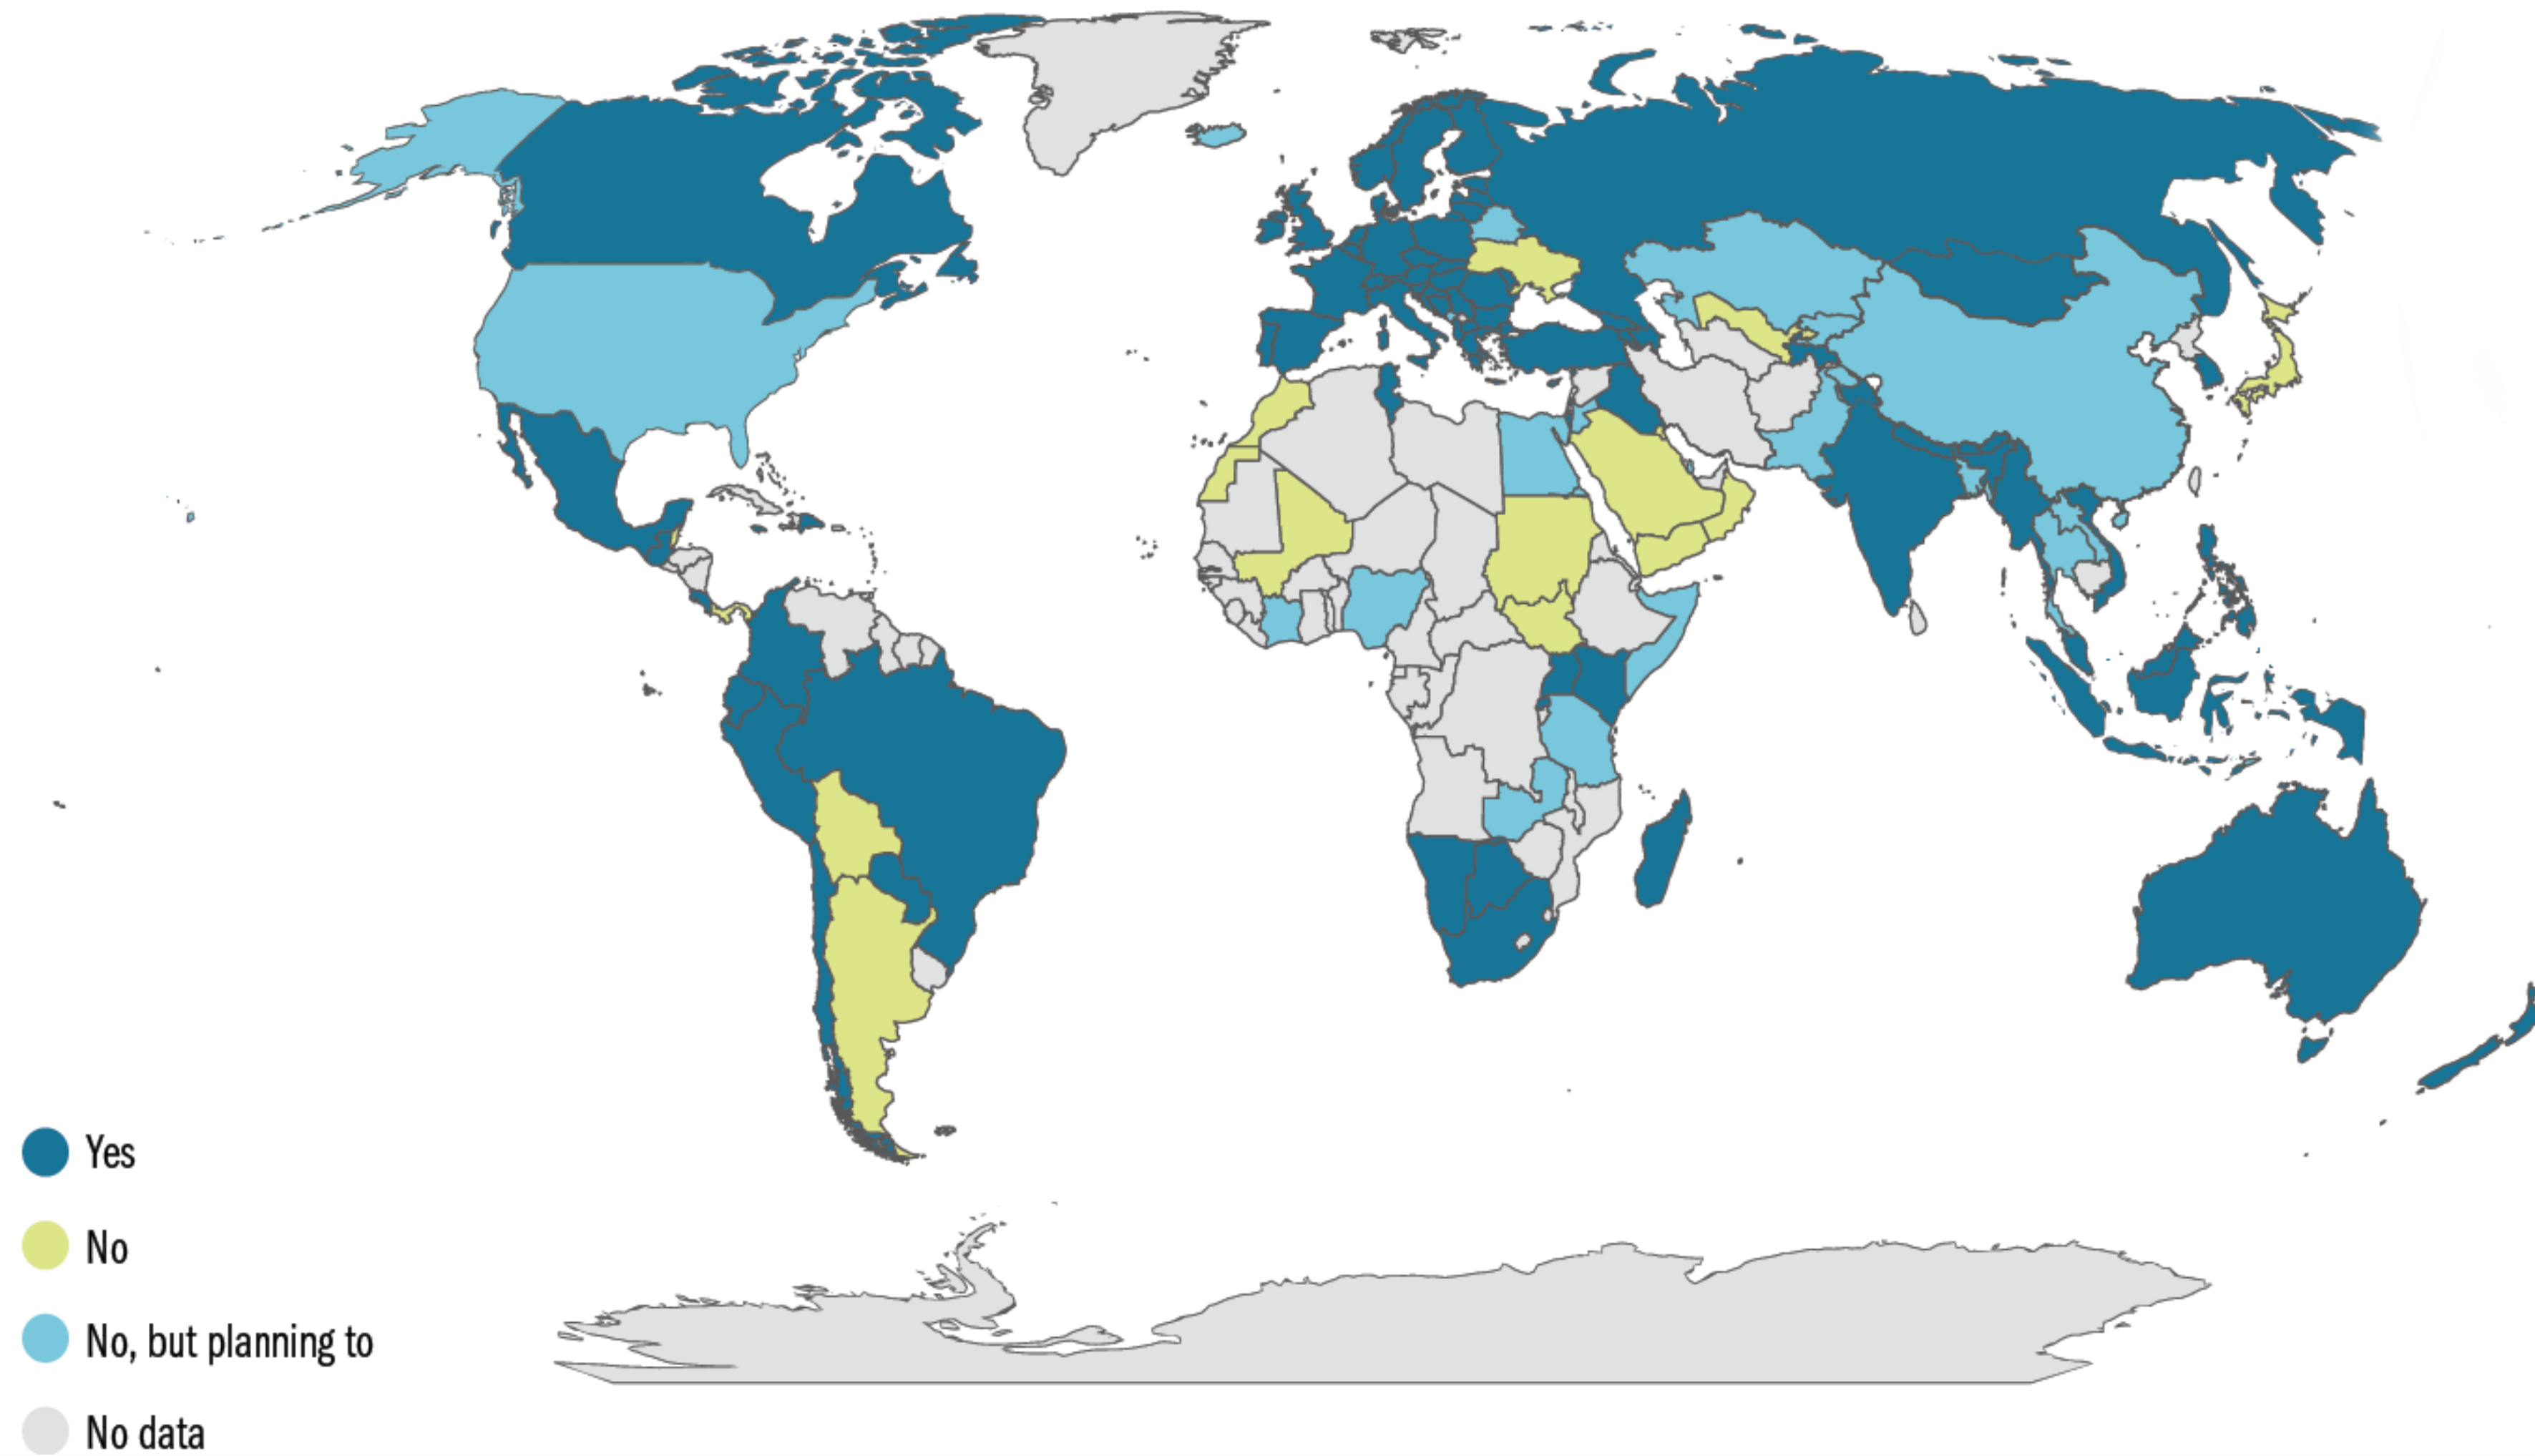 Yes
No
No, but planning to
No data